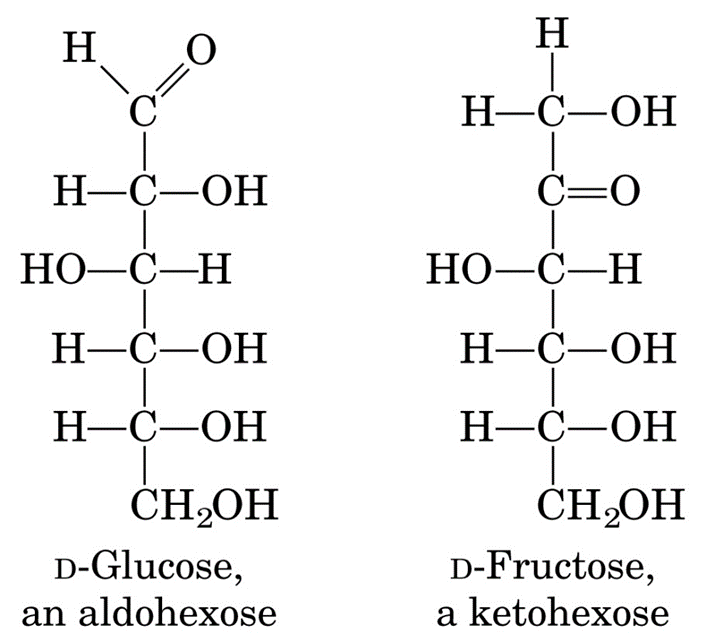 H O
C
H—C—OH
HO—C—H
H—C—OH
H—C—OH
CH₂OH
D-Glucose,
an aldohexose
H
H—C—OH
C=O
HO—C—H
H—C—OH
H—C—OH
CH₂OH
D-Fructose,
a ketohexose